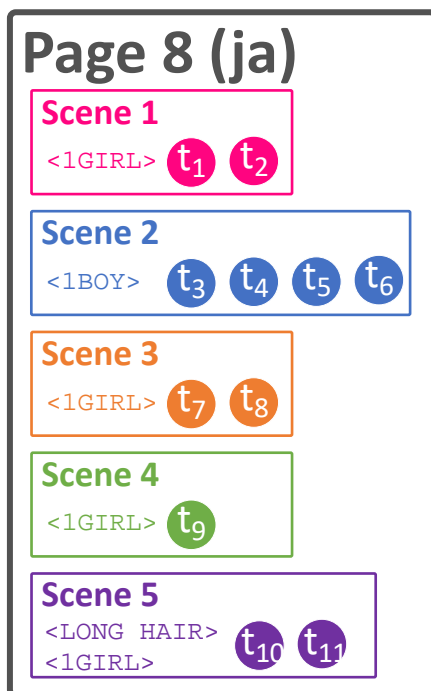 Page 8 (ja)
Scene 1
<1GIRL> t1 t2
Scene 2
<1BOY> t3 t4 t5 t6
Scene 3
<1GIRL> t7 t8
Scene 4
<1GIRL> t9
Scene 5
<LONG HAIR>
<1GIRL> t10 t11